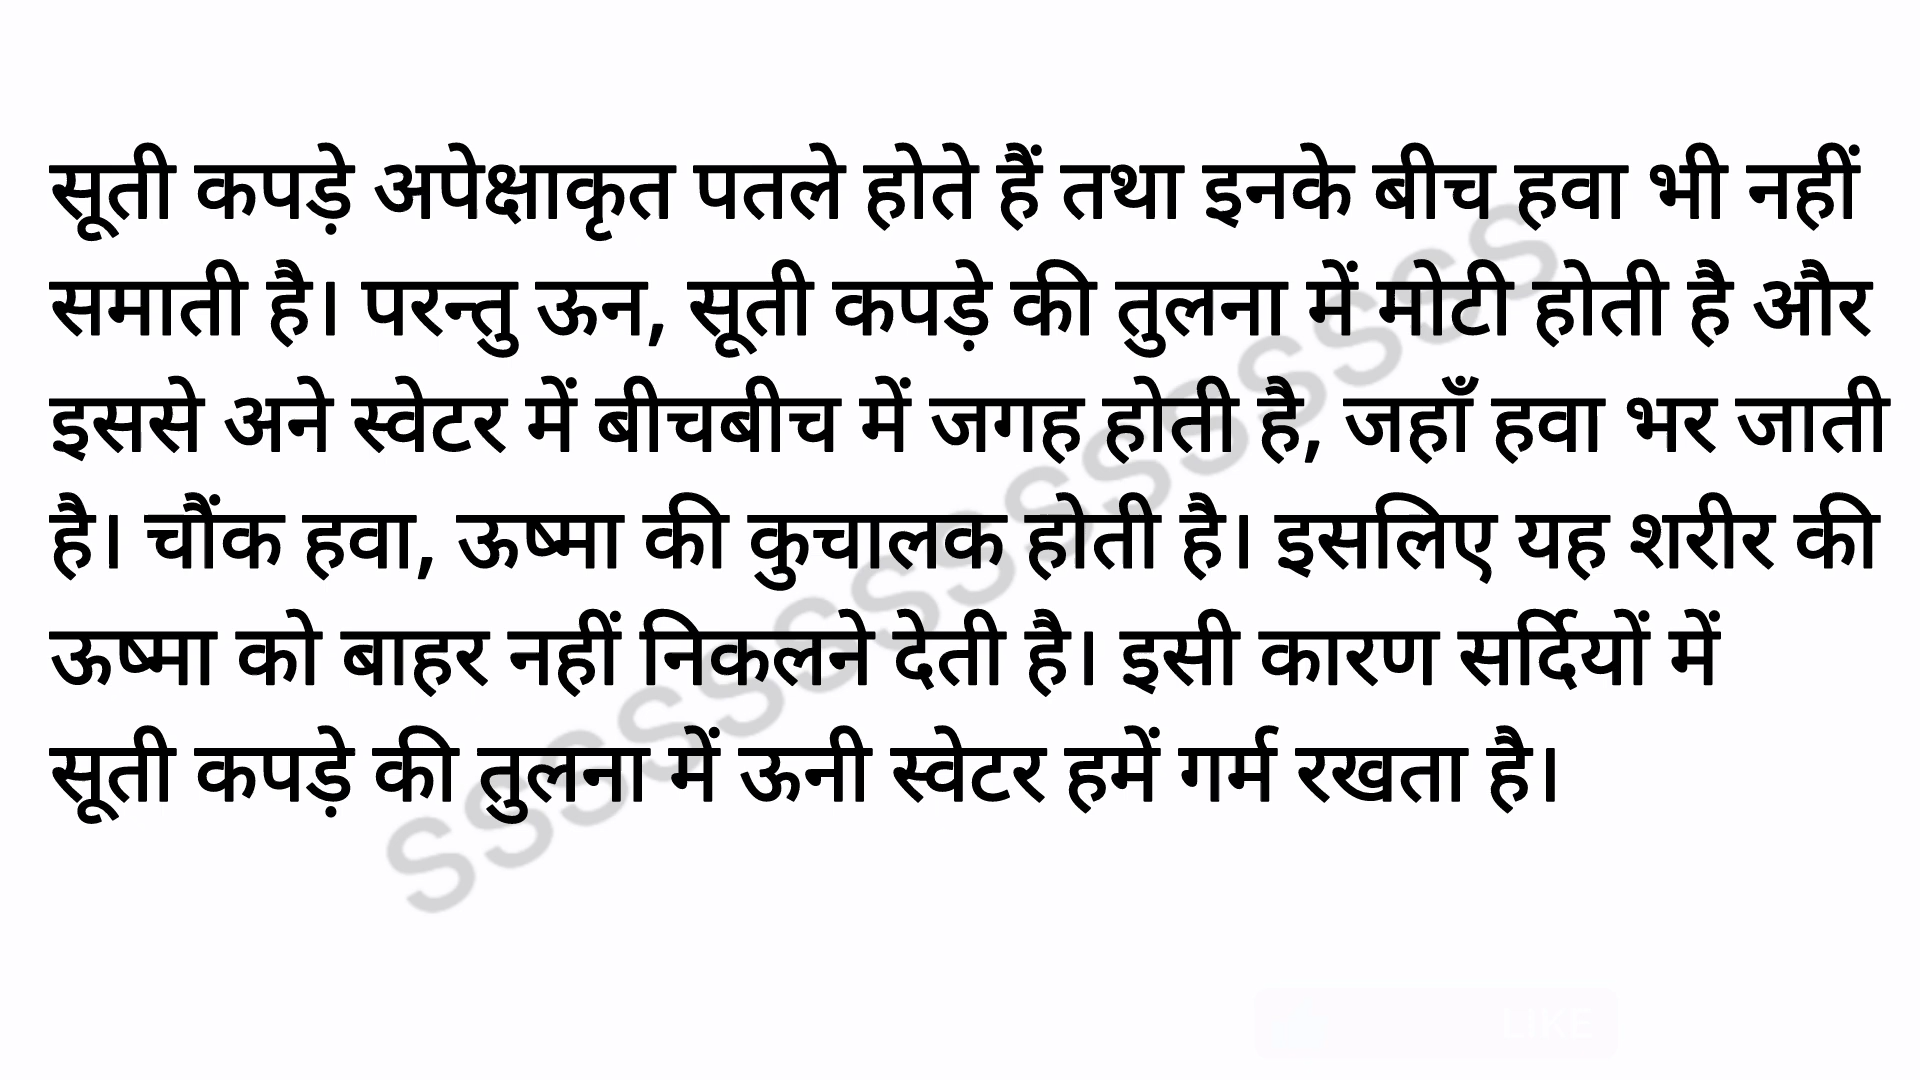 सूती कपड़े अपेक्षाकृत पतले होते हैं तथा इनके बीच हवा भी नहीं
समाती है। परन्तु ऊन, सूती कपड़े की तुलना में मोटी होती है और
इससे अने स्वेटर में बीचबीच में जगह होती है, जहाँ हवा भर जाती
है। चौंक हवा, ऊष्मा की कुचालक होती है। इसलिए यह शरीर की
ऊष्मा को बाहर नहीं निकलने देती है। इसी कारण सर्दियों में
सूती कपड़े की तुलना में ऊनी स्वेटर हमें गर्म रखता है।
SSSSSSSSSSSSSSS
LIKE